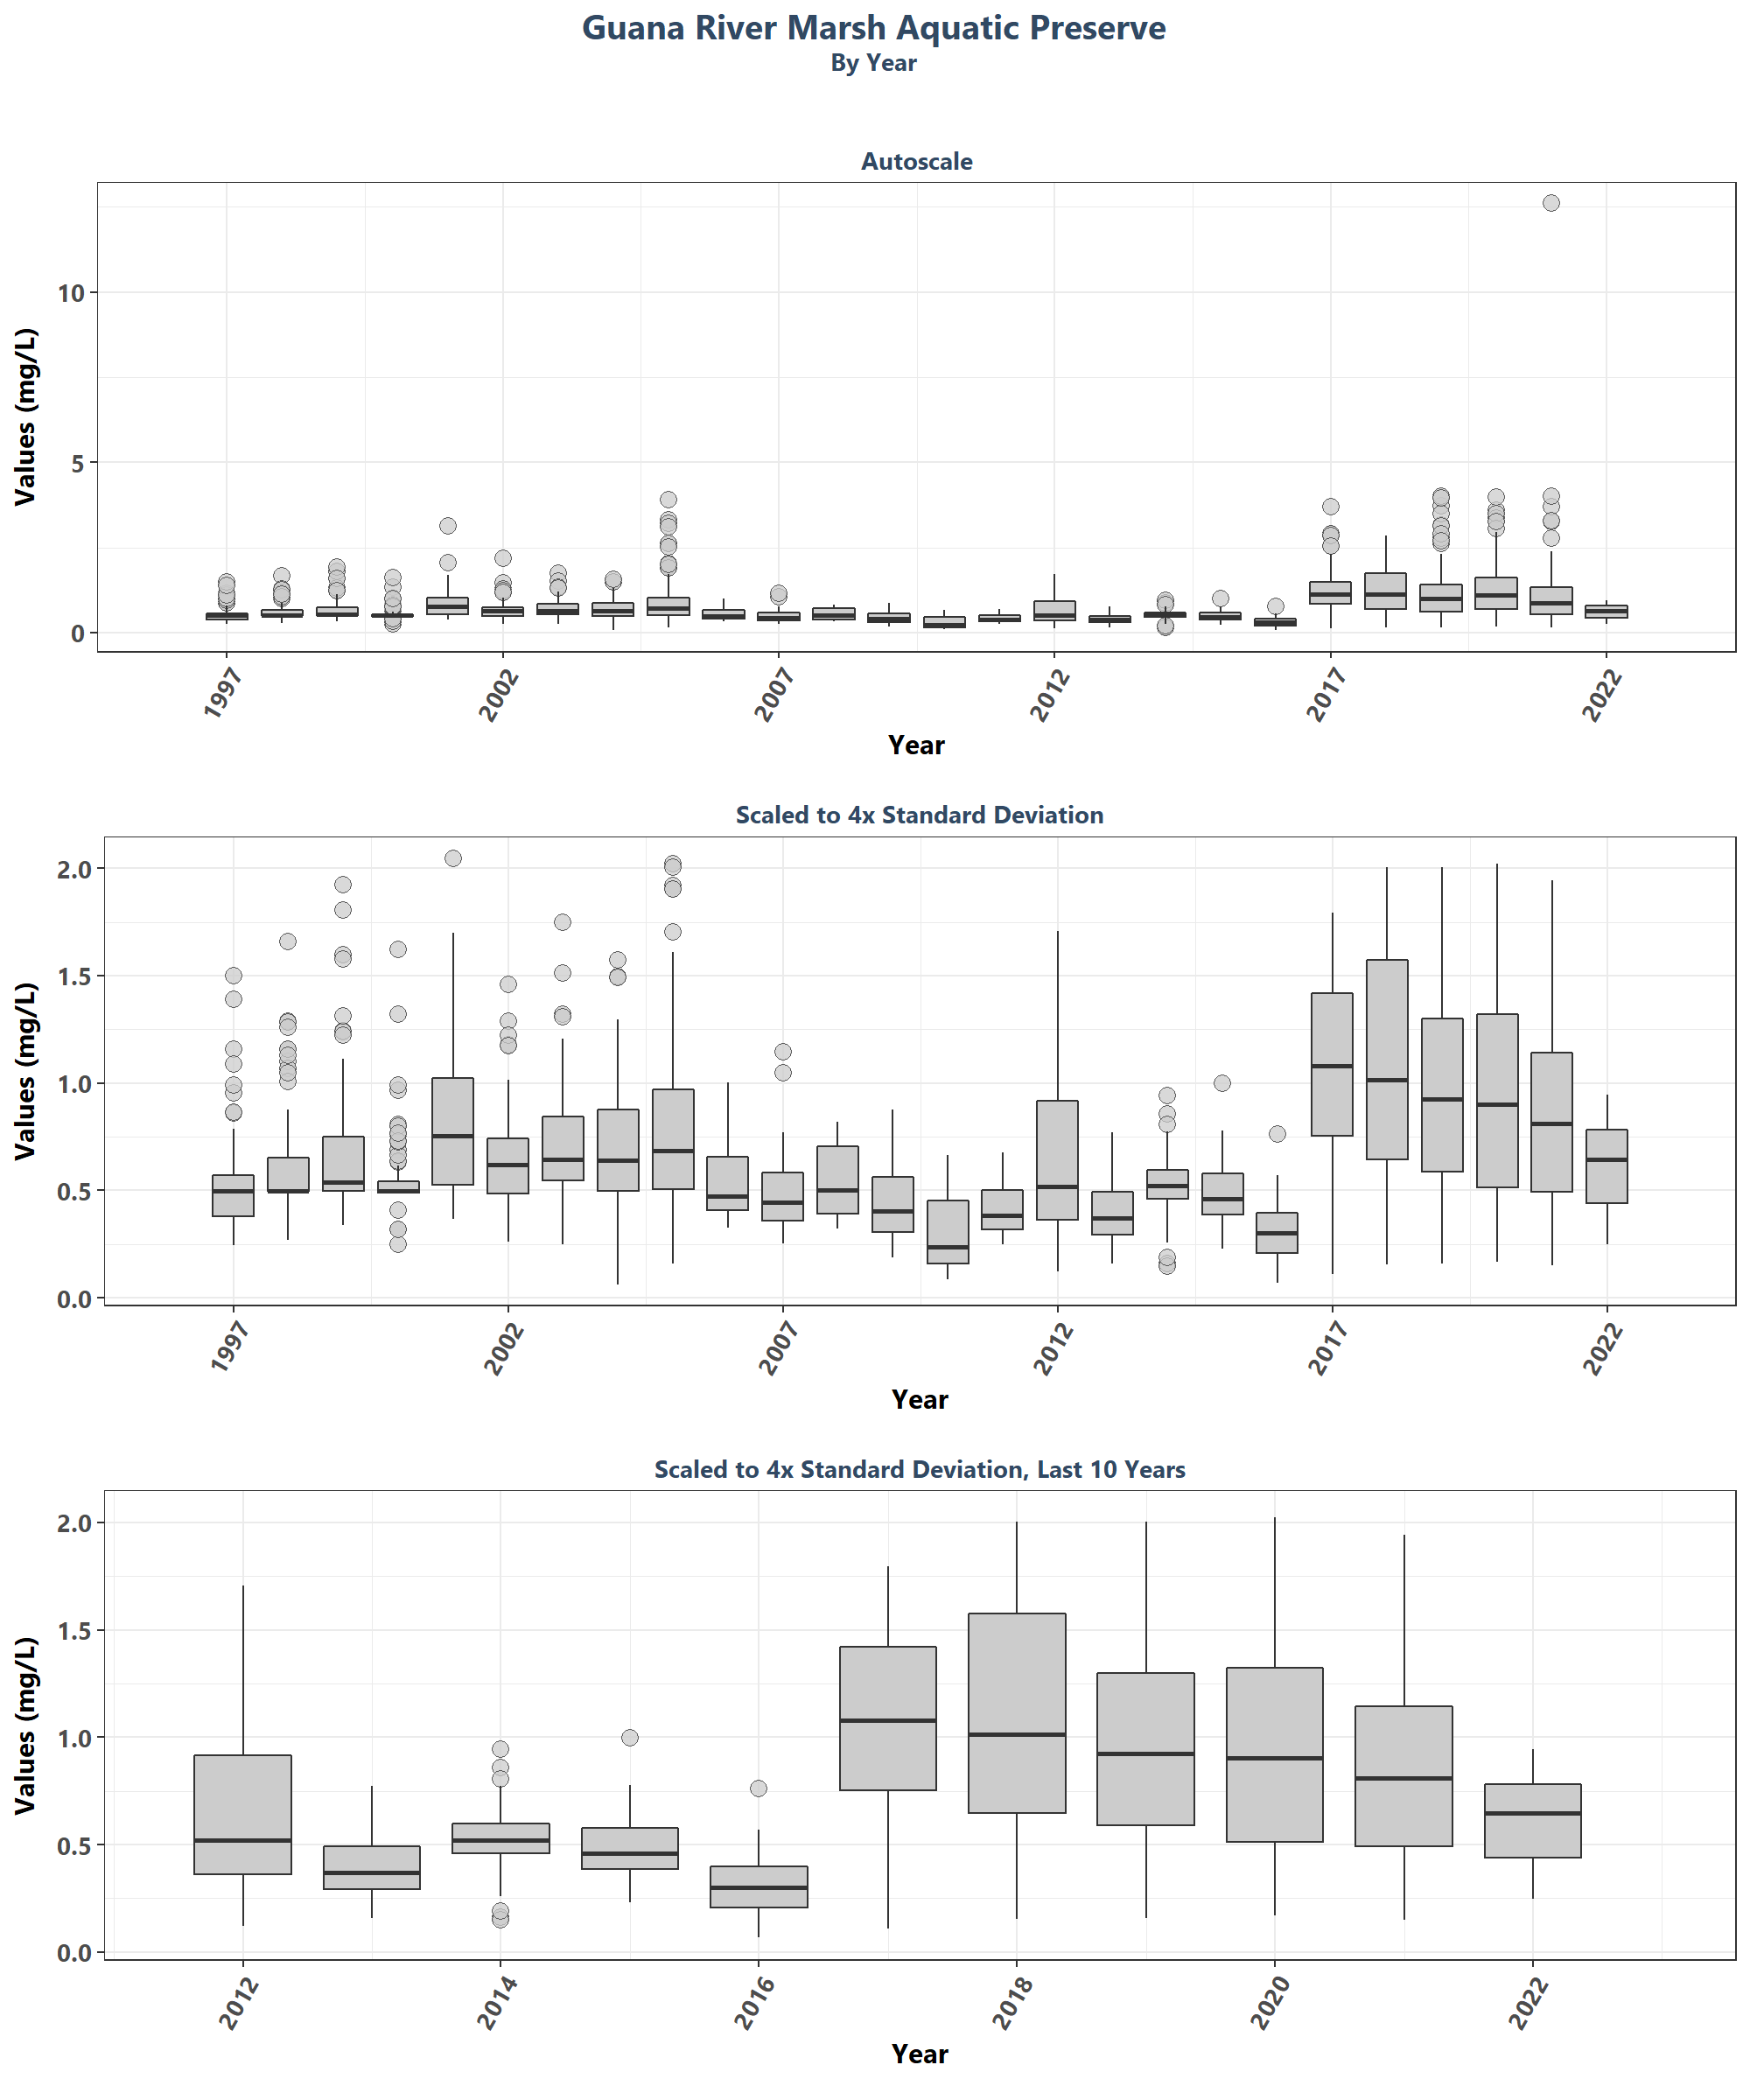 Guana River Marsh Aquatic Preserve
By Year
Autoscale
Values (mg/L)
10
5
0
1997 2002 2007 2012 2017 2022
Year
Scaled to 4x Standard Deviation
Values (mg/L)
2.0
1.5
1.0
0.5
0.0
1997 2002 2007 2012 2017 2022
Year
Scaled to 4x Standard Deviation, Last 10 Years
Values (mg/L)
2.0
1.5
1.0
0.5
0.0
2012 2014 2016 2018 2020 2022
Year